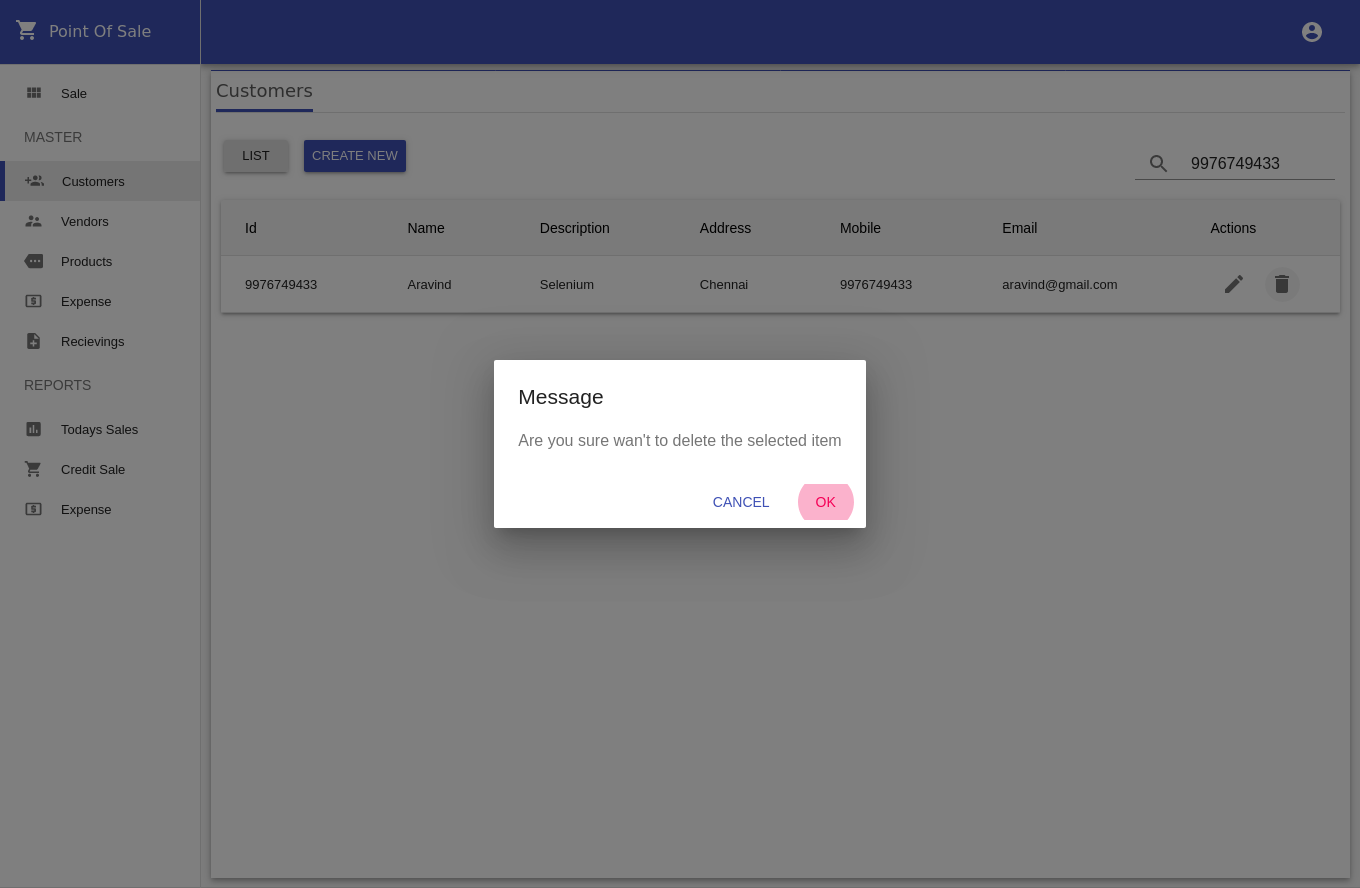 Point Of Sale
Sale
MASTER
Customers
Vendors
Products
Expense
Recievings
REPORTS
Todays Sales
Credit Sale
Expense
Customers
LIST
CREATE NEW
9976749433
Id Name Description Address Mobile Email Actions
9976749433 Aravind Selenium Chennai 9976749433 aravind@gmail.com
Message
Are you sure wan't to delete the selected item
CANCEL OK